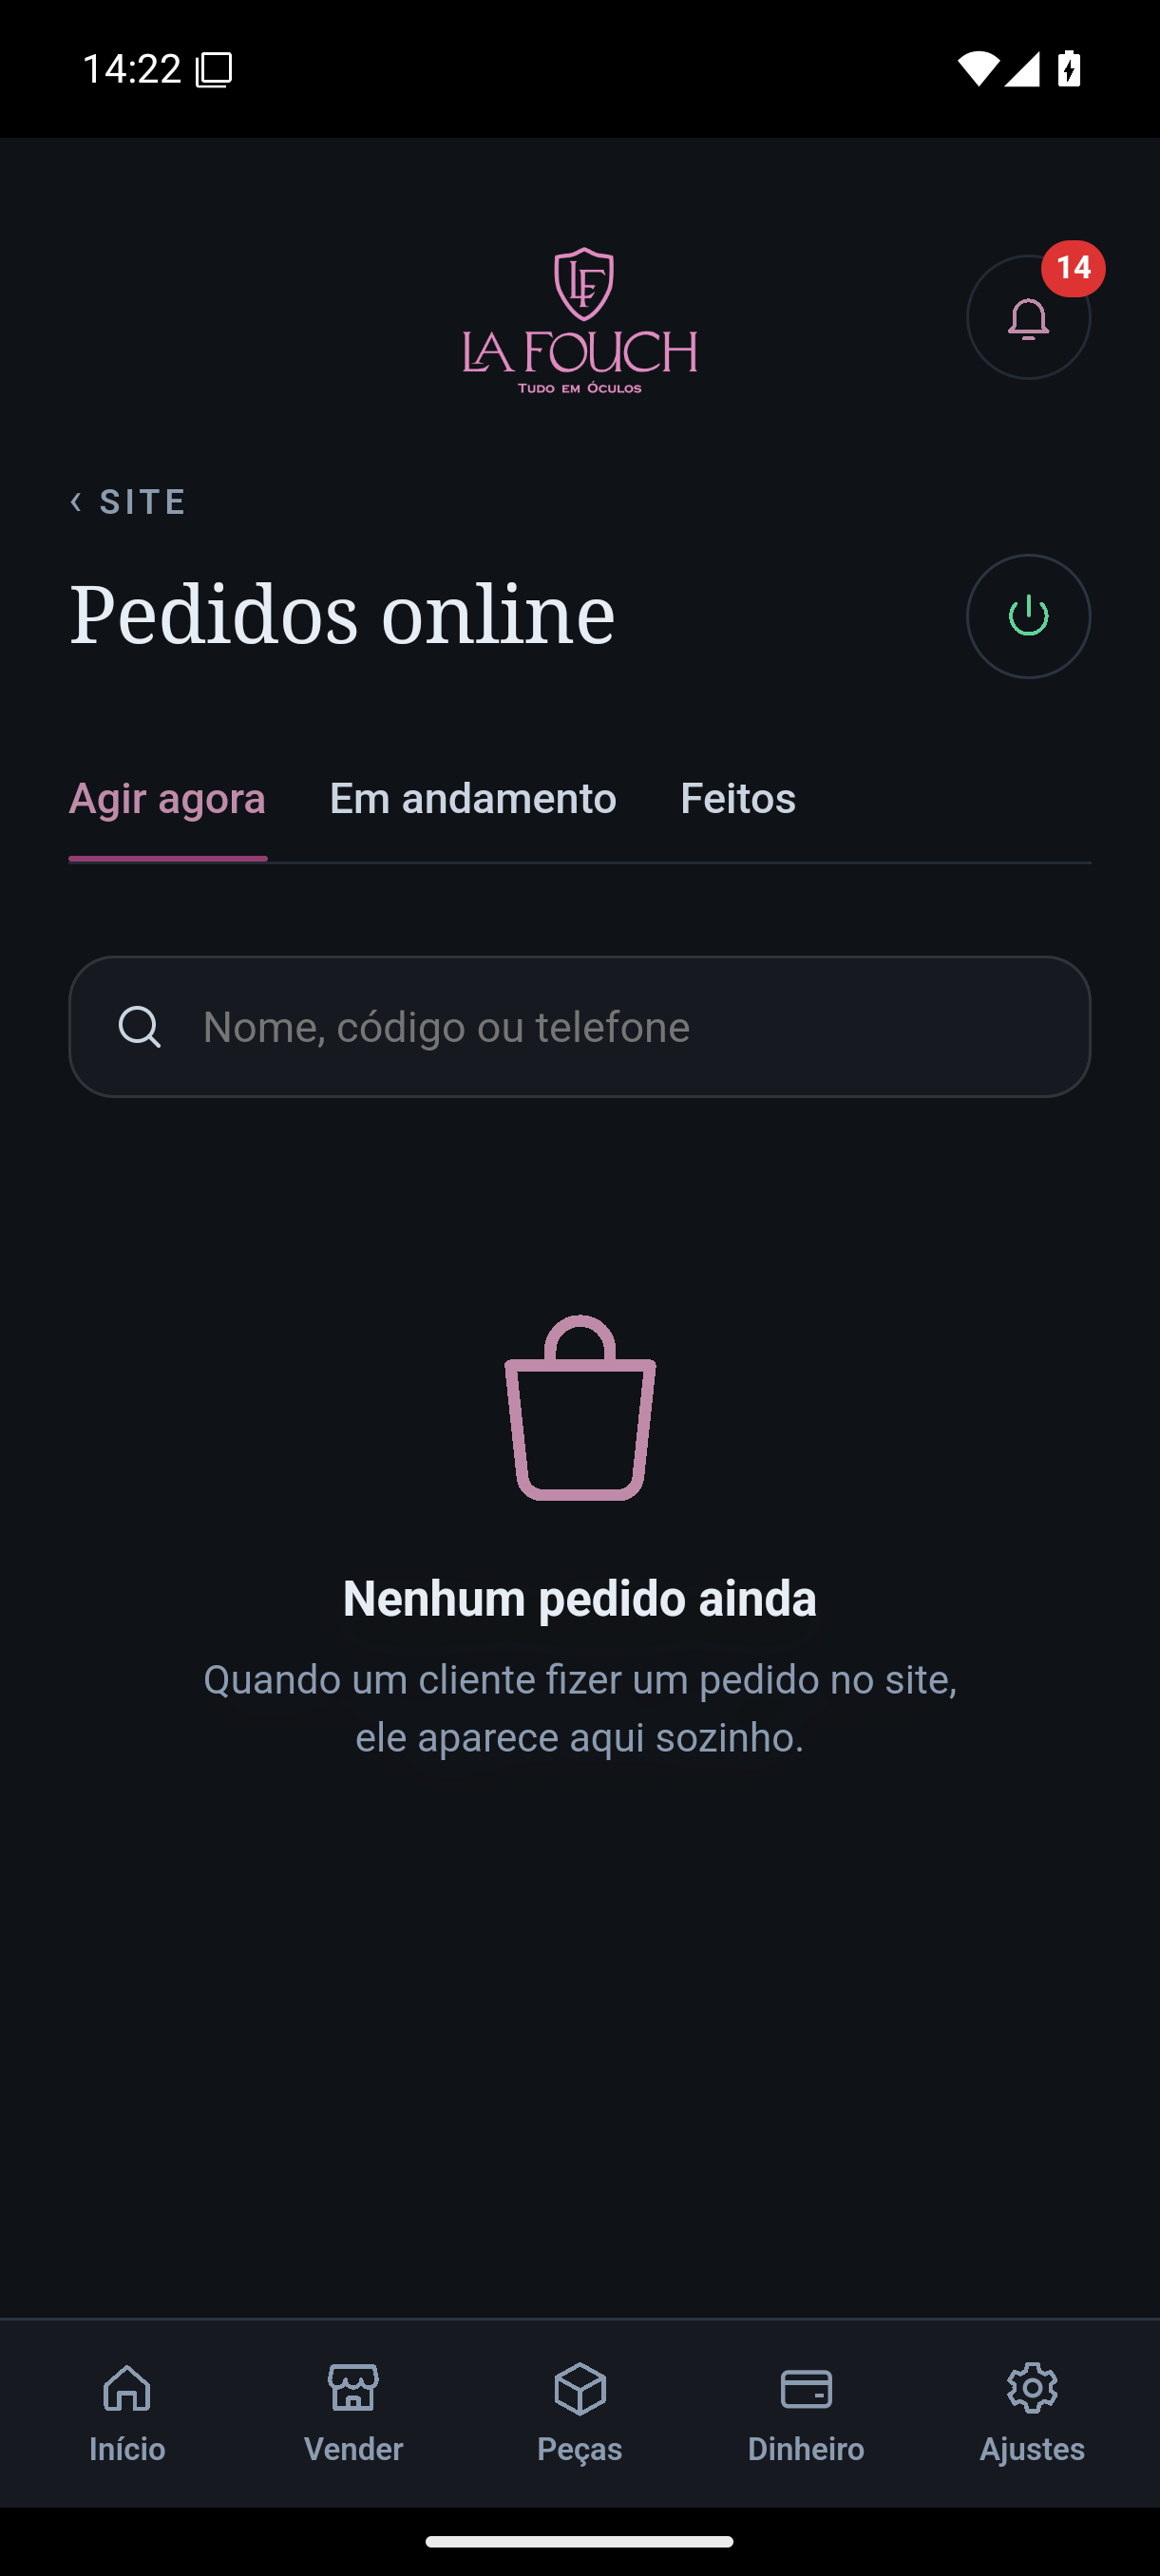 14:22
14
LF
LA FOUCH
TUDO EM ÓCULOS
‹ SITE
Pedidos online
Agir agora
Em andamento
Feitos
Nome, código ou telefone
Nenhum pedido ainda
Quando um cliente fizer um pedido no site,
ele aparece aqui sozinho.
Início
Vender
Peças
Dinheiro
Ajustes